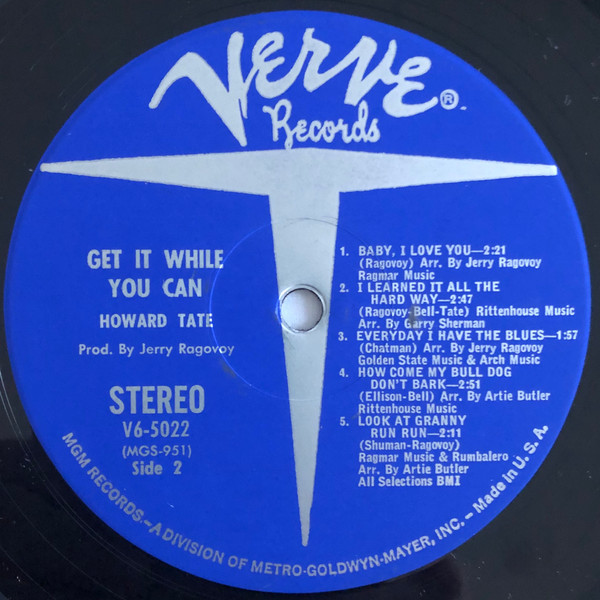 Verve®
Records
GET IT WHILE
YOU CAN
HOWARD TATE
Prod. By Jerry Ragovoy
STEREO
V6-5022
(MGS-951)
Side 2
1. BABY, I LOVE YOU—2:21
(Ragovoy) Arr. By Jerry Ragovoy
Ragmar Music
2. I LEARNED IT ALL THE
HARD WAY—2:47
(Ragovoy-Bell-Tate) Rittenhouse Music
Arr. By Garry Sherman
3. EVERYDAY I HAVE THE BLUES—1:57
(Chatman) Arr. By Jerry Ragovoy
Golden State Music & Arch Music
4. HOW COME MY BULL DOG
DON'T BARK—2:51
(Ellison-Bell) Arr. By Artie Butler
Rittenhouse Music
5. LOOK AT GRANNY
RUN RUN—2:11
(Shuman-Ragovoy)
Ragmar Music & Rumbalero
Arr. By Artie Butler
All Selections BMI
MGM RECORDS—A DIVISION OF METRO-GOLDWYN-MAYER, INC.—Made in U.S.A.